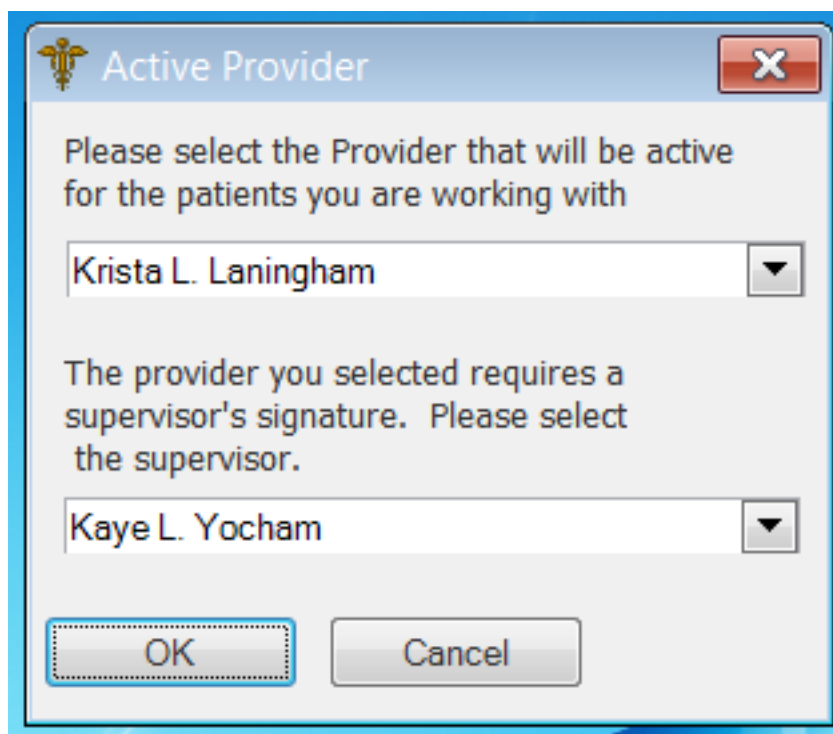 Active Provider
Please select the Provider that will be active
for the patients you are working with
Krista L. Laningham
The provider you selected requires a
supervisor's signature.  Please select
the supervisor.
Kaye L. Yocham
OK
Cancel